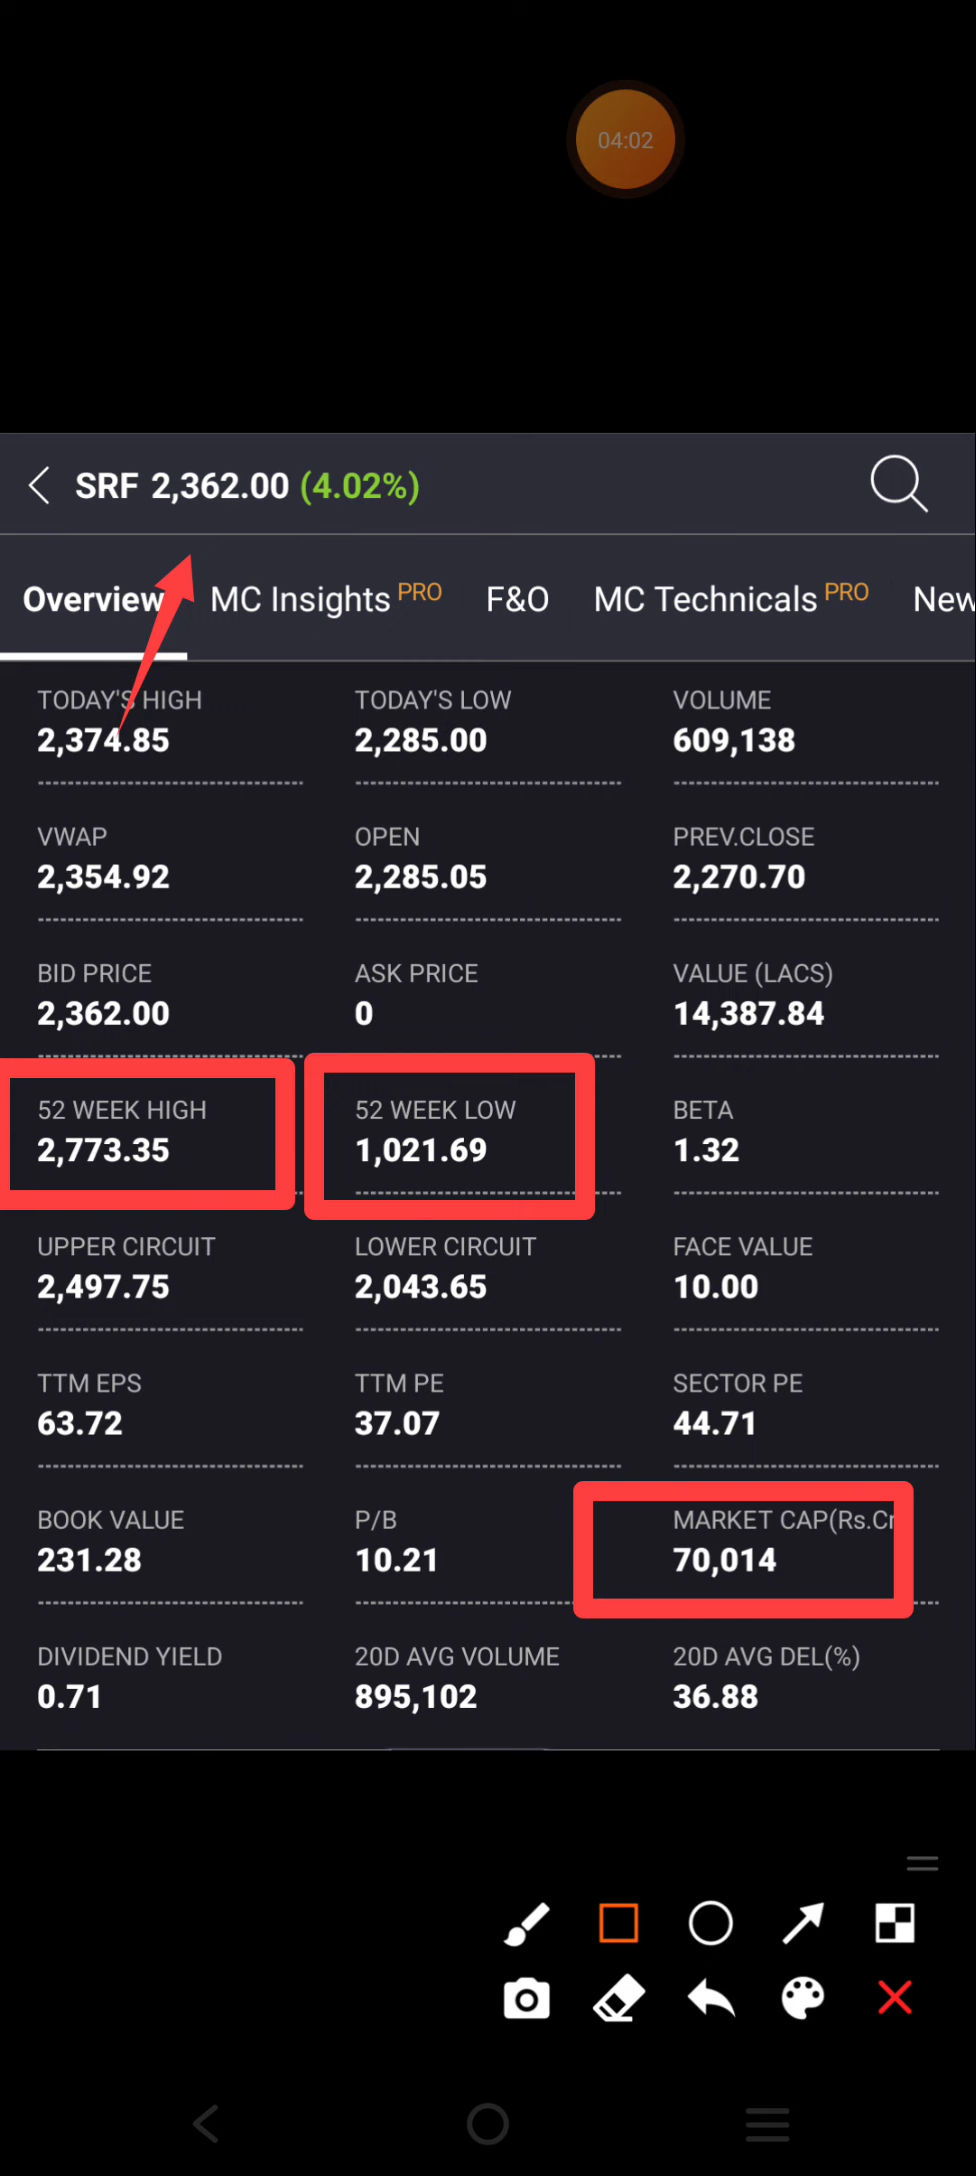 04:02
SRF 2,362.00 (4.02%)
Overview MC Insights PRO F&O MC Technicals PRO New
TODAY'S HIGH TODAY'S LOW VOLUME
2,374.85 2,285.00 609,138
VWAP OPEN PREV.CLOSE
2,354.92 2,285.05 2,270.70
BID PRICE ASK PRICE VALUE (LACS)
2,362.00 0 14,387.84
52 WEEK HIGH 52 WEEK LOW BETA
2,773.35 1,021.69 1.32
UPPER CIRCUIT LOWER CIRCUIT FACE VALUE
2,497.75 2,043.65 10.00
TTM EPS TTM PE SECTOR PE
63.72 37.07 44.71
BOOK VALUE P/B MARKET CAP(Rs.Cr
231.28 10.21 70,014
DIVIDEND YIELD 20D AVG VOLUME 20D AVG DEL(%)
0.71 895,102 36.88